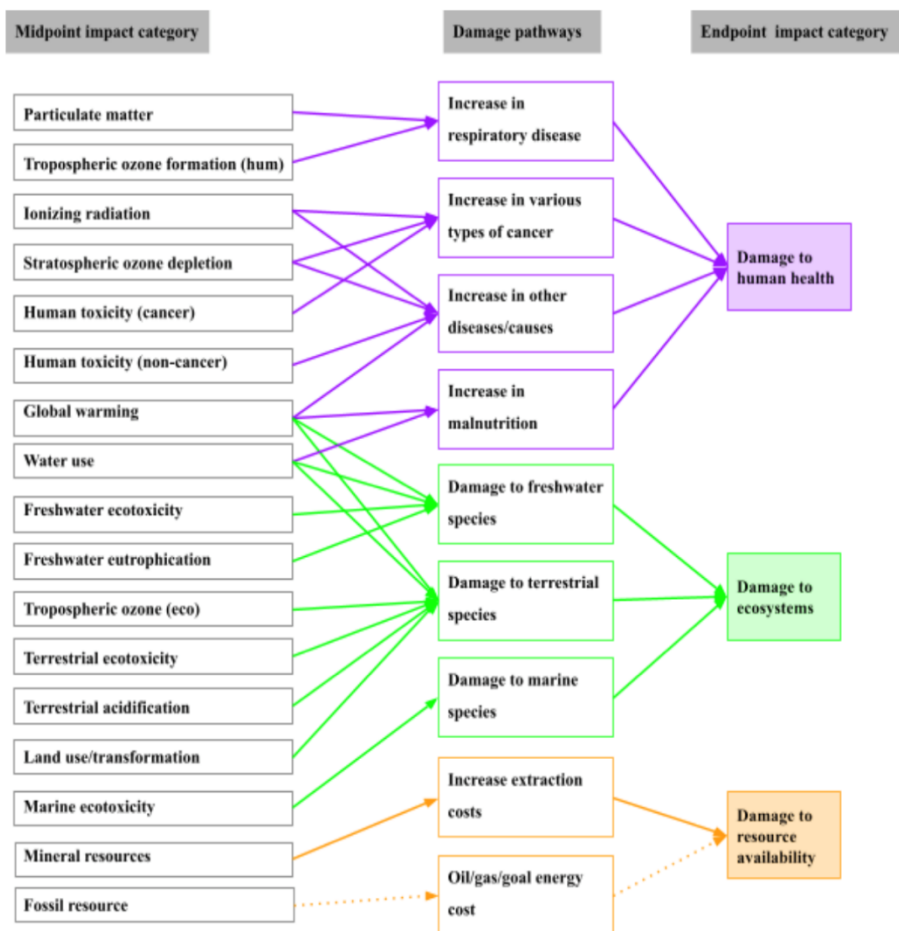 Midpoint impact category
Damage pathways
Endpoint impact category
Particulate matter
Tropospheric ozone formation (hum)
Ionizing radiation
Stratospheric ozone depletion
Human toxicity (cancer)
Human toxicity (non-cancer)
Global warming
Water use
Freshwater ecotoxicity
Freshwater eutrophication
Tropospheric ozone (eco)
Terrestrial ecotoxicity
Terrestrial acidification
Land use/transformation
Marine ecotoxicity
Mineral resources
Fossil resource
Increase in
respiratory disease
Increase in various
types of cancer
Increase in other
diseases/causes
Increase in
malnutrition
Damage to freshwater
species
Damage to terrestrial
species
Damage to marine
species
Increase extraction
costs
Oil/gas/goal energy
cost
Damage to
human health
Damage to
ecosystems
Damage to
resource
availability